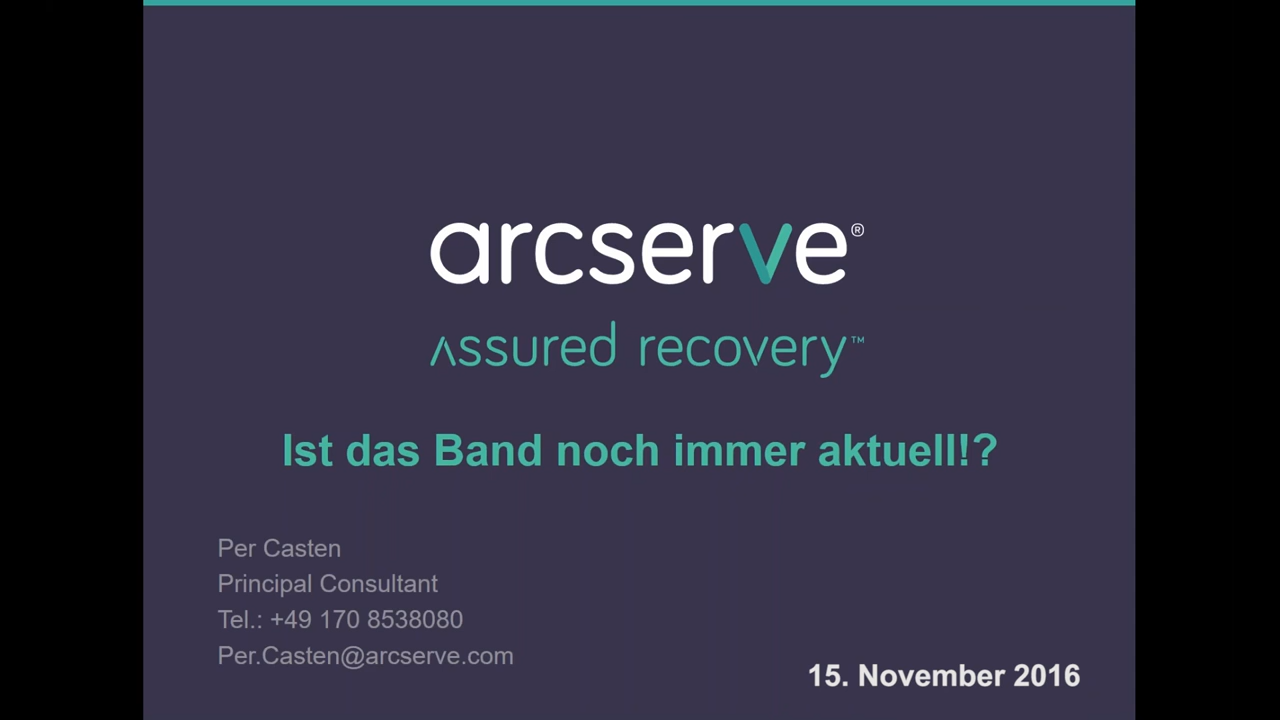 arcserve®
Assured recovery™
Ist das Band noch immer aktuell!?
Per Casten
Principal Consultant
Tel.: +49 170 8538080
Per.Casten@arcserve.com
15. November 2016